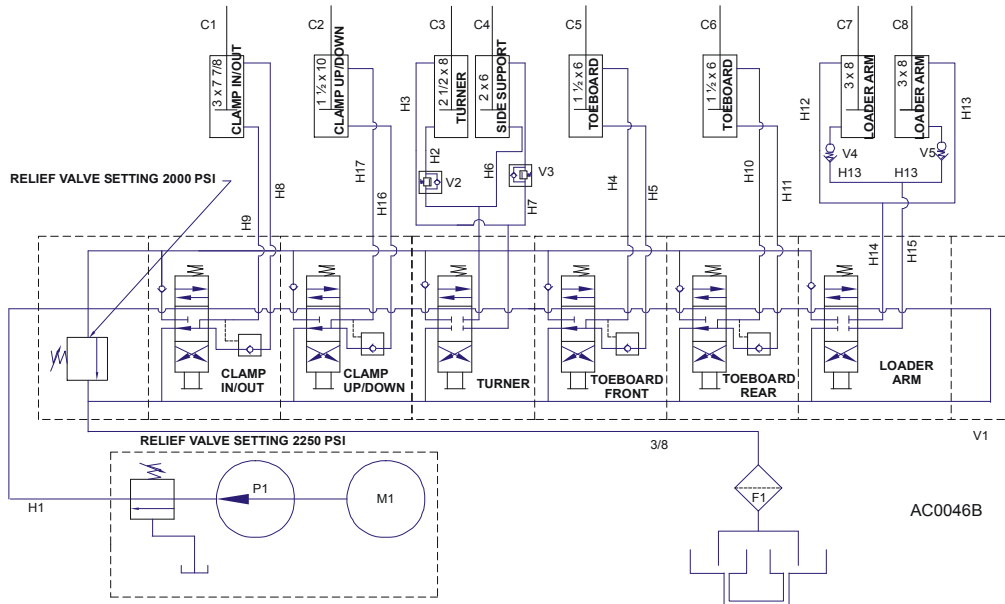 C1
C2
C3
C4
C5
C6
C7
C8
3 x 7 7/8
CLAMP IN/OUT
1 ½ x 10
CLAMP UP/DOWN
2 1/2 x 8
TURNER
2 x 6
SIDE SUPPORT
1 ½ x 6
TOEBOARD
1 ½ x 6
TOEBOARD
3 x 8
LOADER ARM
3 x 8
LOADER ARM
H3
H12
H13
H2
H6
V4
V5
V2
V3
H13
H13
RELIEF VALVE SETTING 2000 PSI
H9
H8
H17
H16
H7
H4
H5
H10
H11
H14
H15
CLAMP
IN/OUT
CLAMP
UP/DOWN
TURNER
TOEBOARD
FRONT
TOEBOARD
REAR
LOADER
ARM
RELIEF VALVE SETTING 2250 PSI
3/8
V1
P1
M1
H1
F1
AC0046B